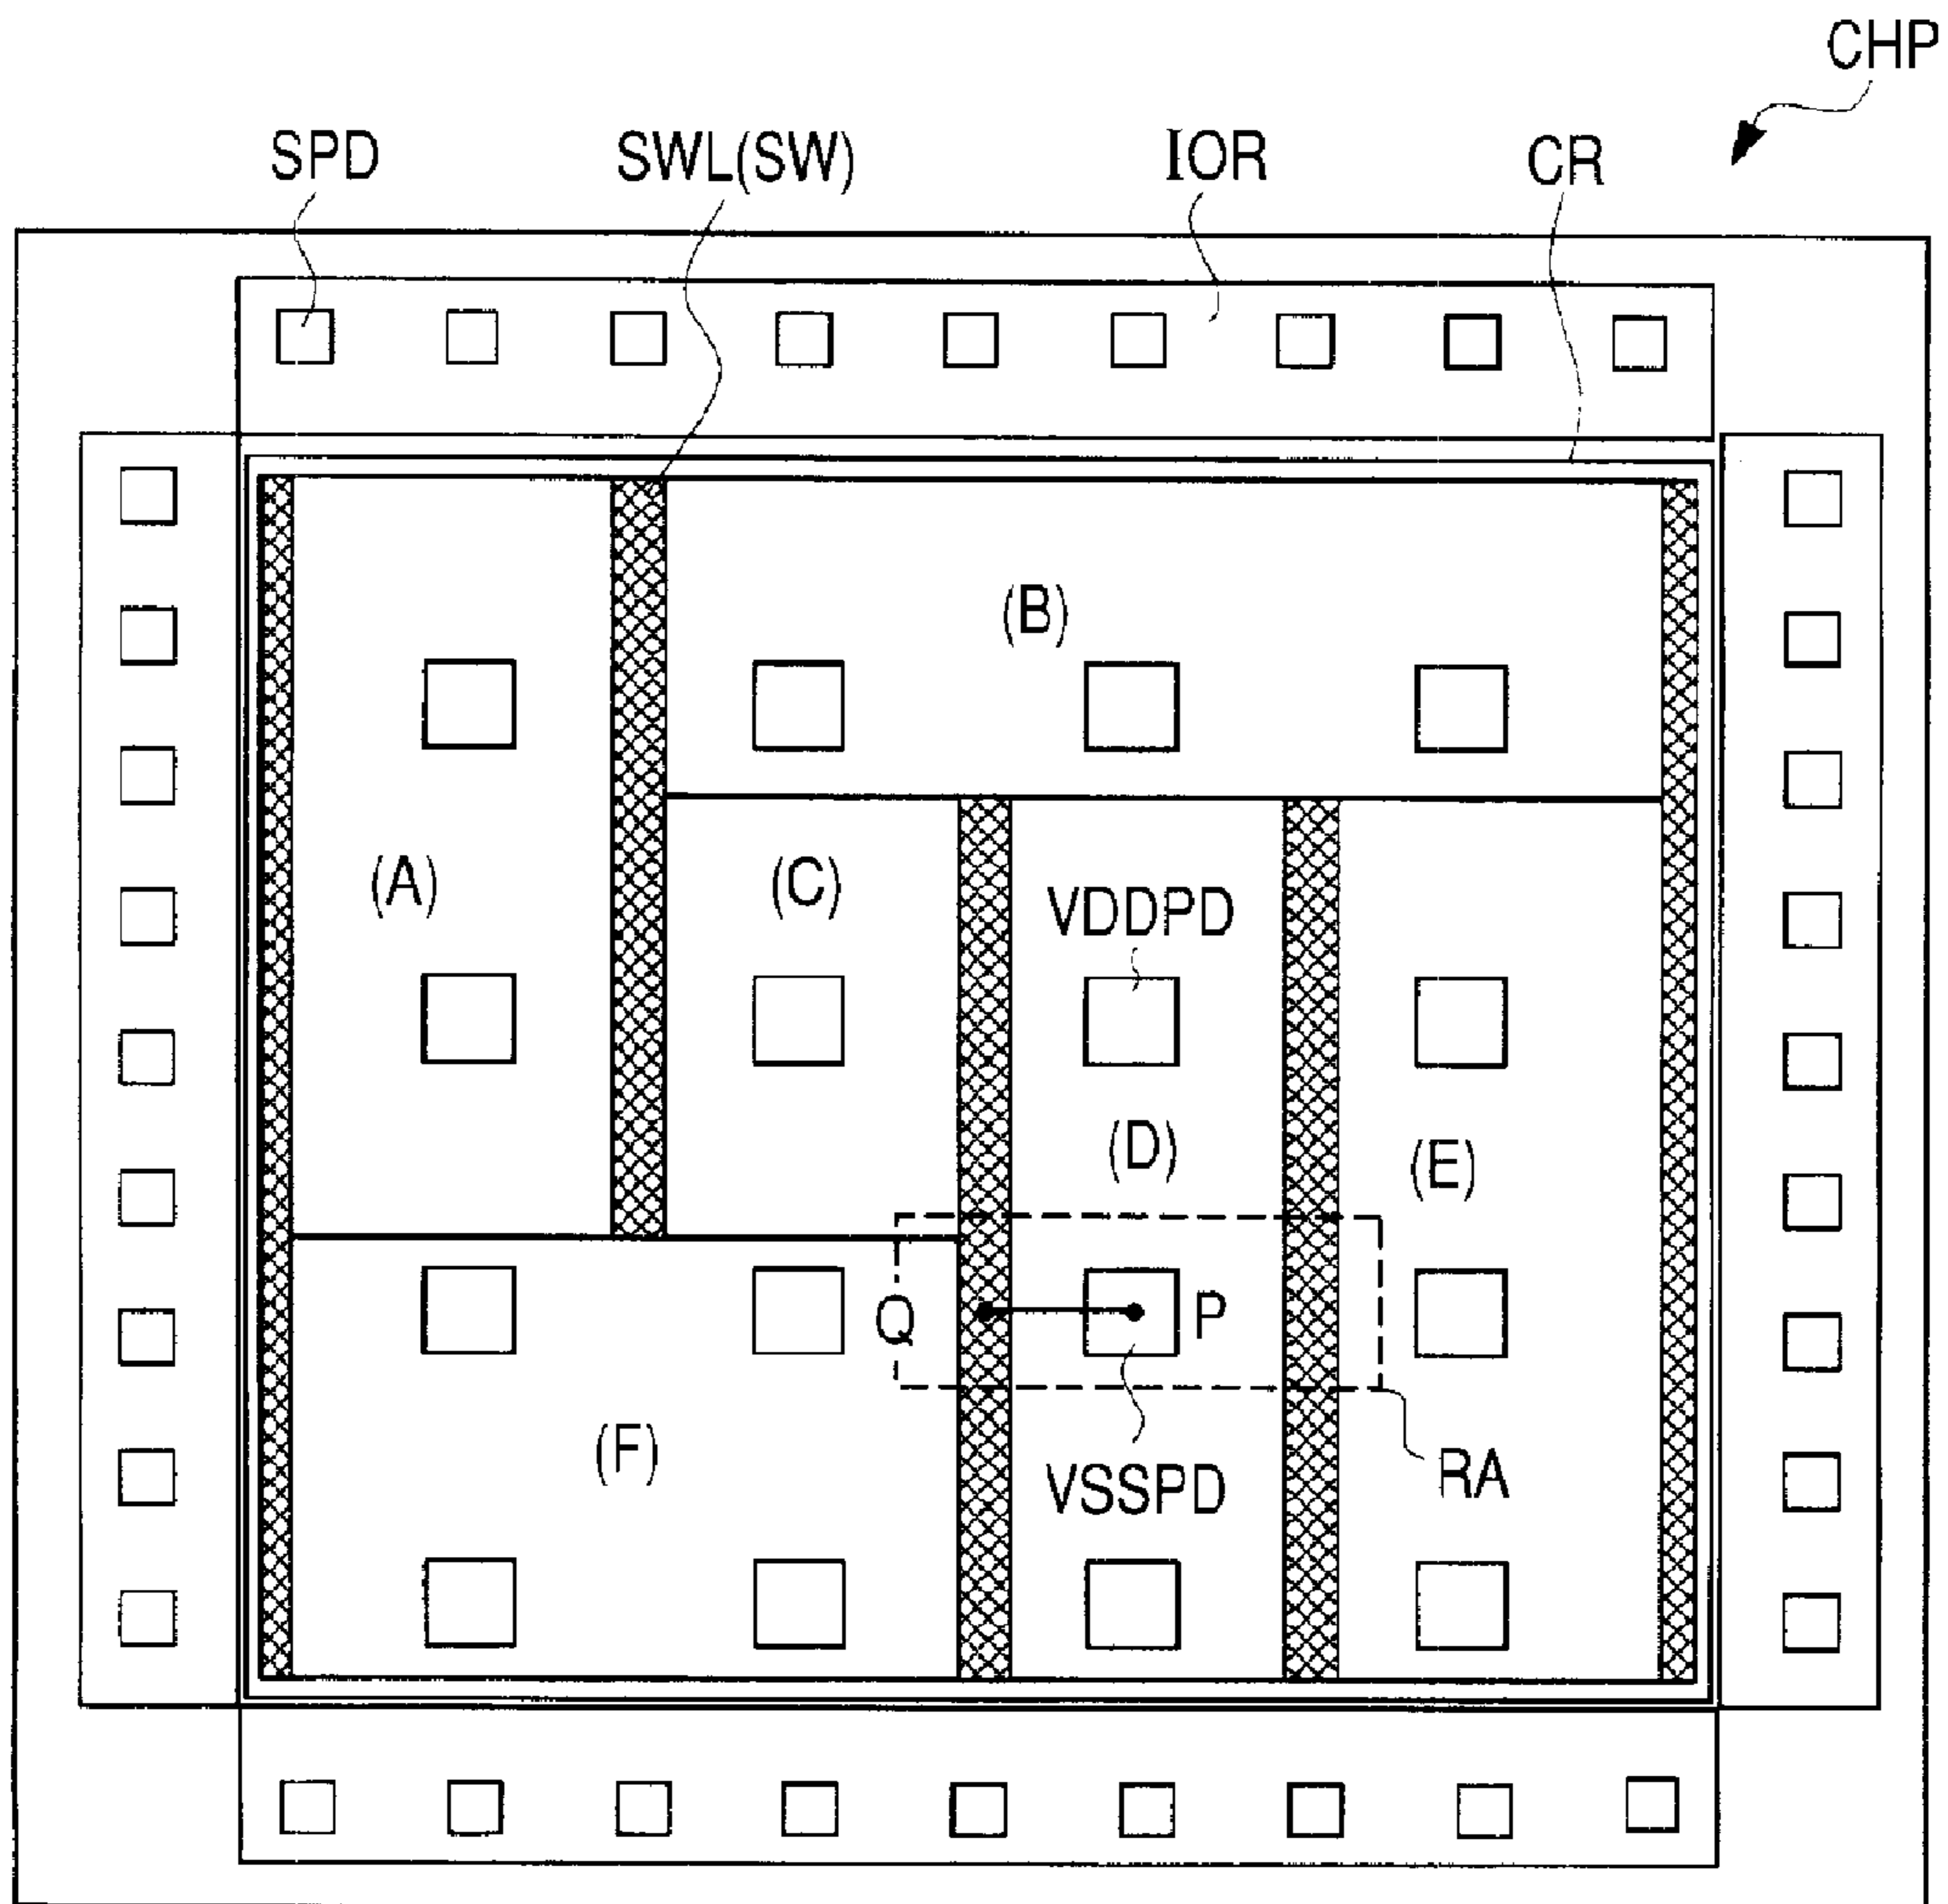 CHP
SPD
SWL(SW)
IOR
CR
(B)
(A)
(C)
VDDPD
(D)
(E)
Q
P
(F)
VSSPD
RA